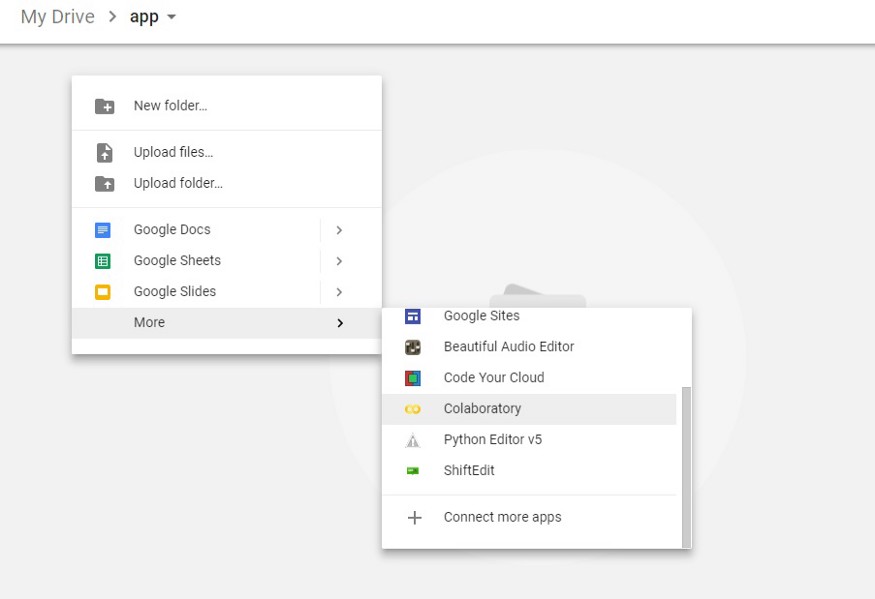 My Drive > app
New folder...
Upload files...
Upload folder...
Google Docs
Google Sheets
Google Slides
More
Google Sites
Beautiful Audio Editor
Code Your Cloud
Colaboratory
Python Editor v5
ShiftEdit
Connect more apps